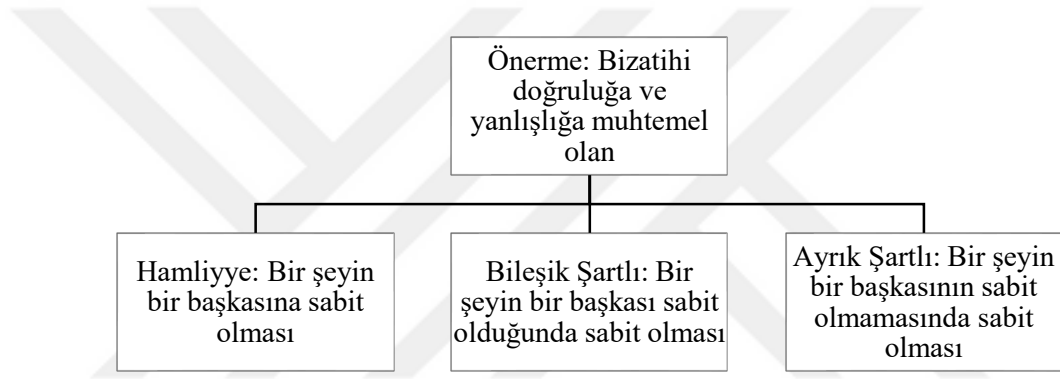 Önerme: Bizatihi
doğruluğa ve
yanlışlığa muhtemel
olan
Hamliyye: Bir şeyin
bir başkasına sabit
olması
Bileşik Şartlı: Bir
şeyin bir başkası sabit
olduğunda sabit olması
Ayrık Şartlı: Bir şeyin
bir başkasının sabit
olmamasında sabit
olması